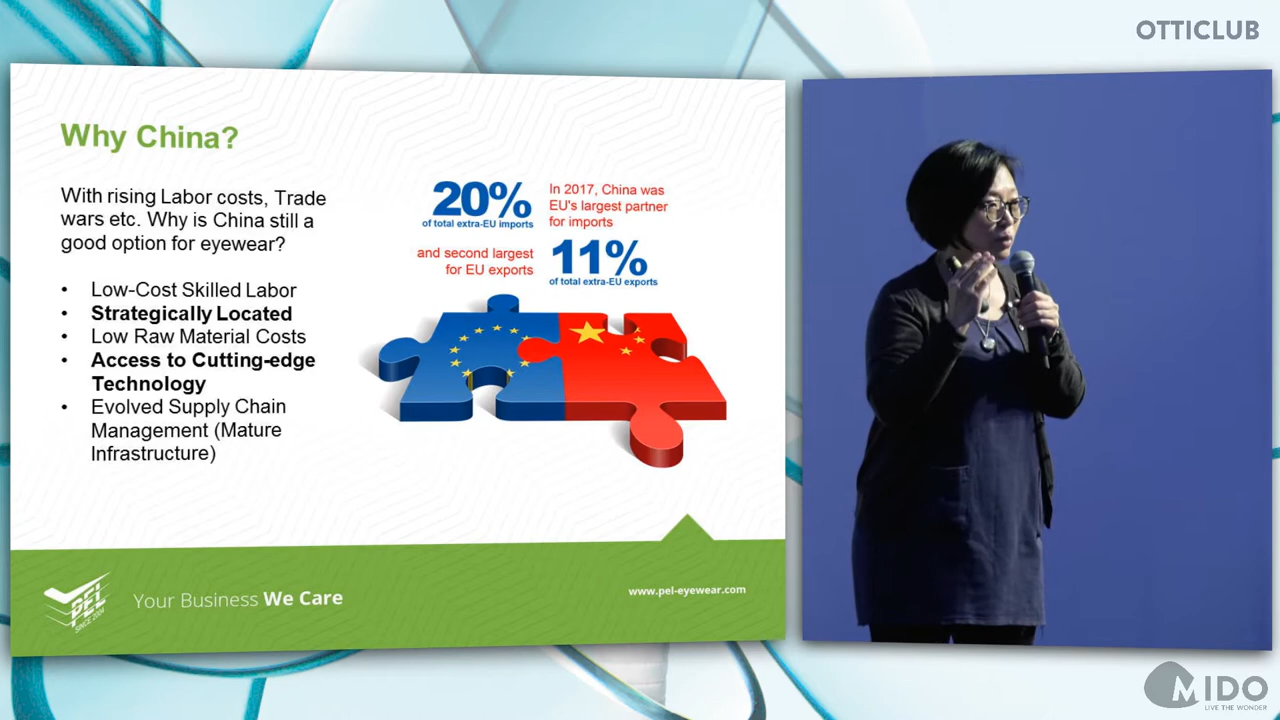 OTTICLUB
Why China?
With rising Labor costs, Trade
wars etc. Why is China still a
good option for eyewear?
• Low-Cost Skilled Labor
• Strategically Located
• Low Raw Material Costs
• Access to Cutting-edge
Technology
• Evolved Supply Chain
Management (Mature
Infrastructure)
20%
of total extra-EU imports
In 2017, China was
EU's largest partner
for imports
and second largest
for EU exports
11%
of total extra-EU exports
PEL
SINCE 2004
Your Business We Care
www.pel-eyewear.com
MIDO
LIVE THE WONDER